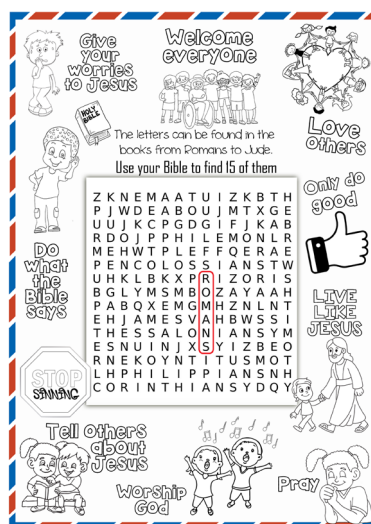 Give
your
worries
to Jesus
Welcome
everyone
HOLY
BIBLE
The letters can be found in the
books from Romans to Jude.
Use your Bible to find 15 of them
Love
others
Only do
good
Do
what
the
Bible
says
LIVE
LIKE
JESUS
Z K N E M A A T U I Z K B T H
P J W D E A B O U J M T X G E
U U J K C P G D G I F J K A B
R D O J P P H I L E M O N L R
M E H W T P L E F F Q E R A E
P E N C O L O S S I A N S T W
U H K L B K X P R I Z O R I S
B G L Y M S M B O Z A Y A A H
P A B Q X E M G M H Z N L N T
E H J A M E S V A H B W S S I
T H E S S A L O N I A N S Y M
E S N U I N J X S Y I Z B E O
R N E K O Y N T I T U S M O T
L H P H I L I P P I A N S N H
C O R I N T H I A N S Y D Q Y
STOP
SINNING
Tell Others
about
Jesus
Worship
God
Pray